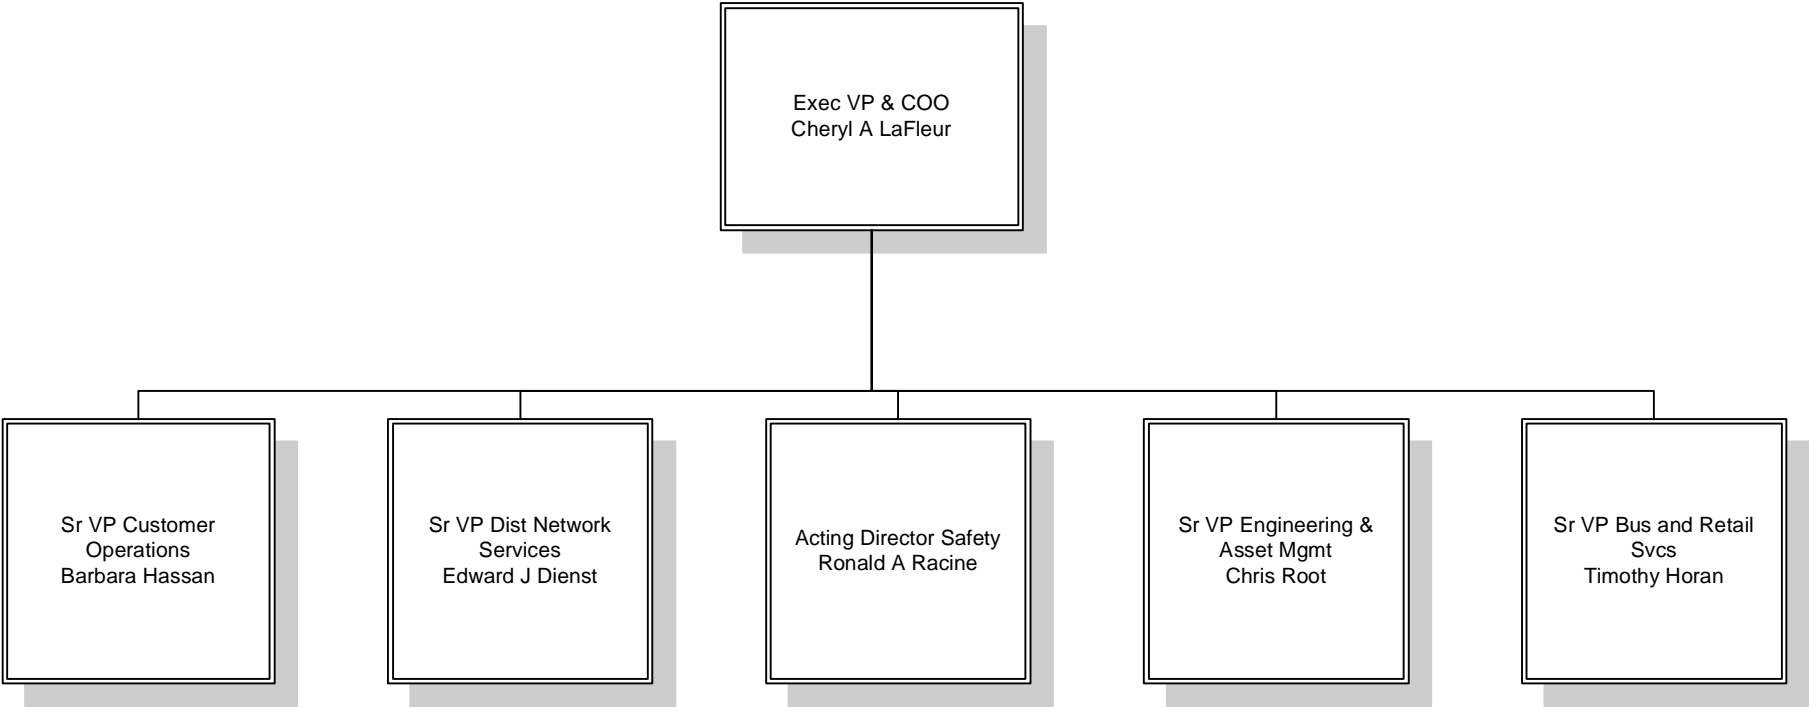 Exec VP & COO
Cheryl A LaFleur
Sr VP Customer
Operations
Barbara Hassan
Sr VP Dist Network
Services
Edward J Dienst
Acting Director Safety
Ronald A Racine
Sr VP Engineering &
Asset Mgmt
Chris Root
Sr VP Bus and Retail
Svcs
Timothy Horan